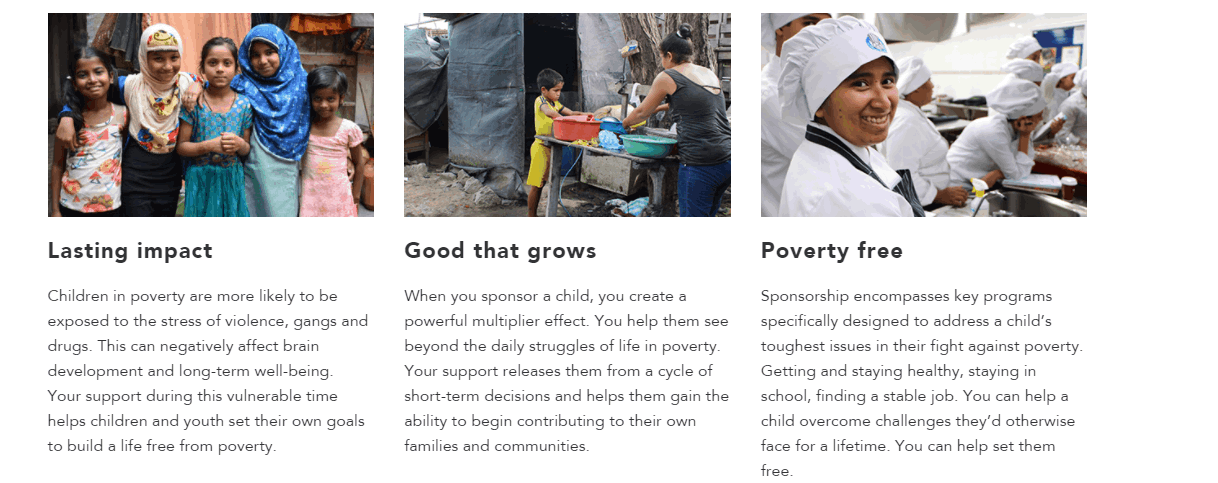 Lasting impact
Children in poverty are more likely to be
exposed to the stress of violence, gangs and
drugs. This can negatively affect brain
development and long-term well-being.
Your support during this vulnerable time
helps children and youth set their own goals
to build a life free from poverty.
Good that grows
When you sponsor a child, you create a
powerful multiplier effect. You help them see
beyond the daily struggles of life in poverty.
Your support releases them from a cycle of
short-term decisions and helps them gain the
ability to begin contributing to their own
families and communities.
Poverty free
Sponsorship encompasses key programs
specifically designed to address a child’s
toughest issues in their fight against poverty.
Getting and staying healthy, staying in
school, finding a stable job. You can help a
child overcome challenges they’d otherwise
face for a lifetime. You can help set them
free.